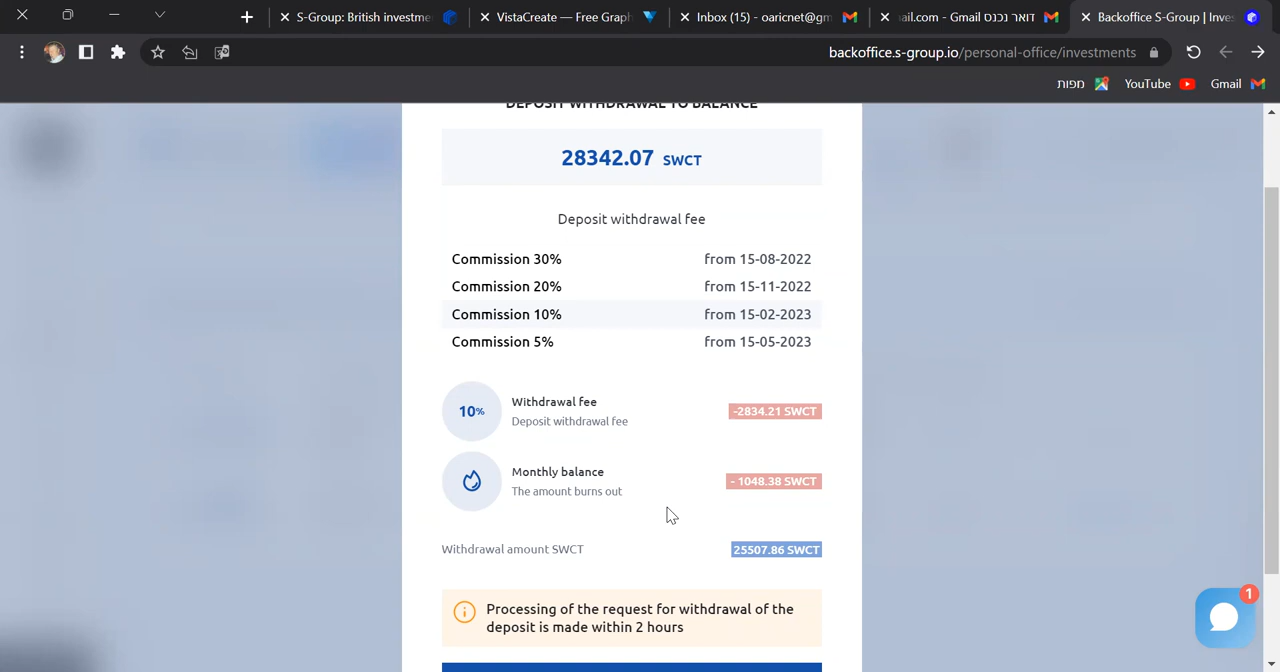 S-Group: British investme
VistaCreate — Free Graph
Inbox (15) - oaricnet@gm
ail.com - Gmail דואר נכנס
Backoffice S-Group | Inves
backoffice.s-group.io/personal-office/investments
מפות
YouTube
Gmail
DEPOSIT WITHDRAWAL TO BALANCE
28342.07 SWCT
Deposit withdrawal fee
Commission 30% from 15-08-2022
Commission 20% from 15-11-2022
Commission 10% from 15-02-2023
Commission 5% from 15-05-2023
10%
Withdrawal fee
Deposit withdrawal fee
-2834.21 SWCT
Monthly balance
The amount burns out
- 1048.38 SWCT
Withdrawal amount SWCT 25507.86 SWCT
Processing of the request for withdrawal of the
deposit is made within 2 hours
1